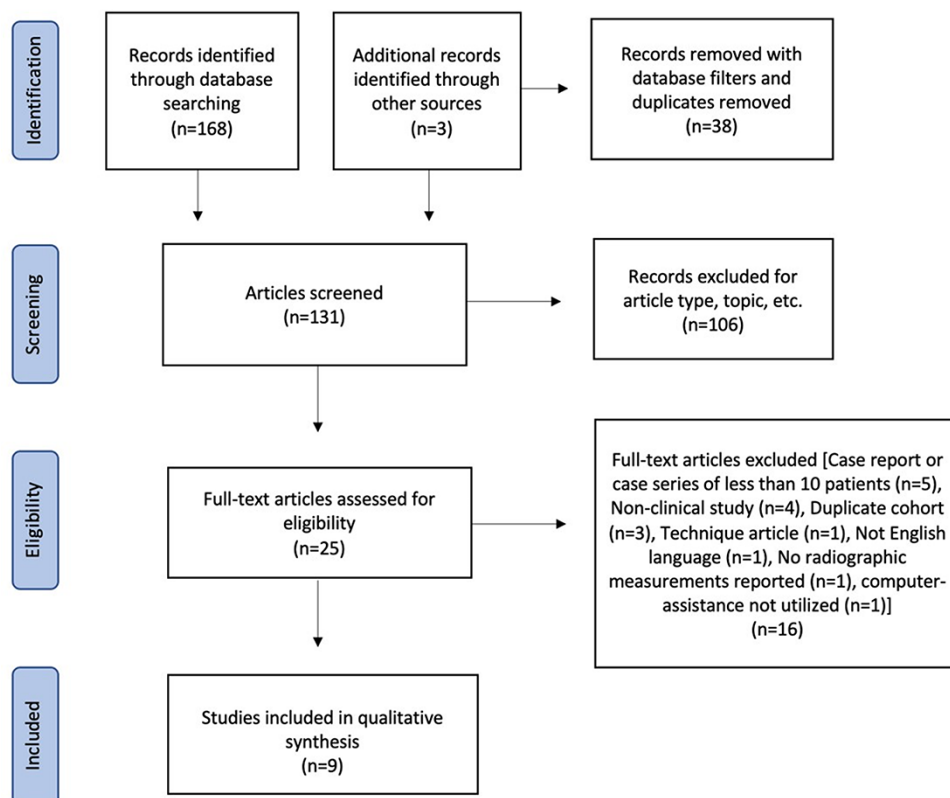 Identification
Records identified
through database
searching
(n=168)
Additional records
identified through
other sources
(n=3)
Records removed with
database filters and
duplicates removed
(n=38)
Screening
Articles screened
(n=131)
Records excluded for
article type, topic, etc.
(n=106)
Eligibility
Full-text articles assessed for
eligibility
(n=25)
Full-text articles excluded [Case report or
case series of less than 10 patients (n=5),
Non-clinical study (n=4), Duplicate cohort
(n=3), Technique article (n=1), Not English
language (n=1), No radiographic
measurements reported (n=1), computer-
assistance not utilized (n=1)]
(n=16)
Included
Studies included in qualitative
synthesis
(n=9)